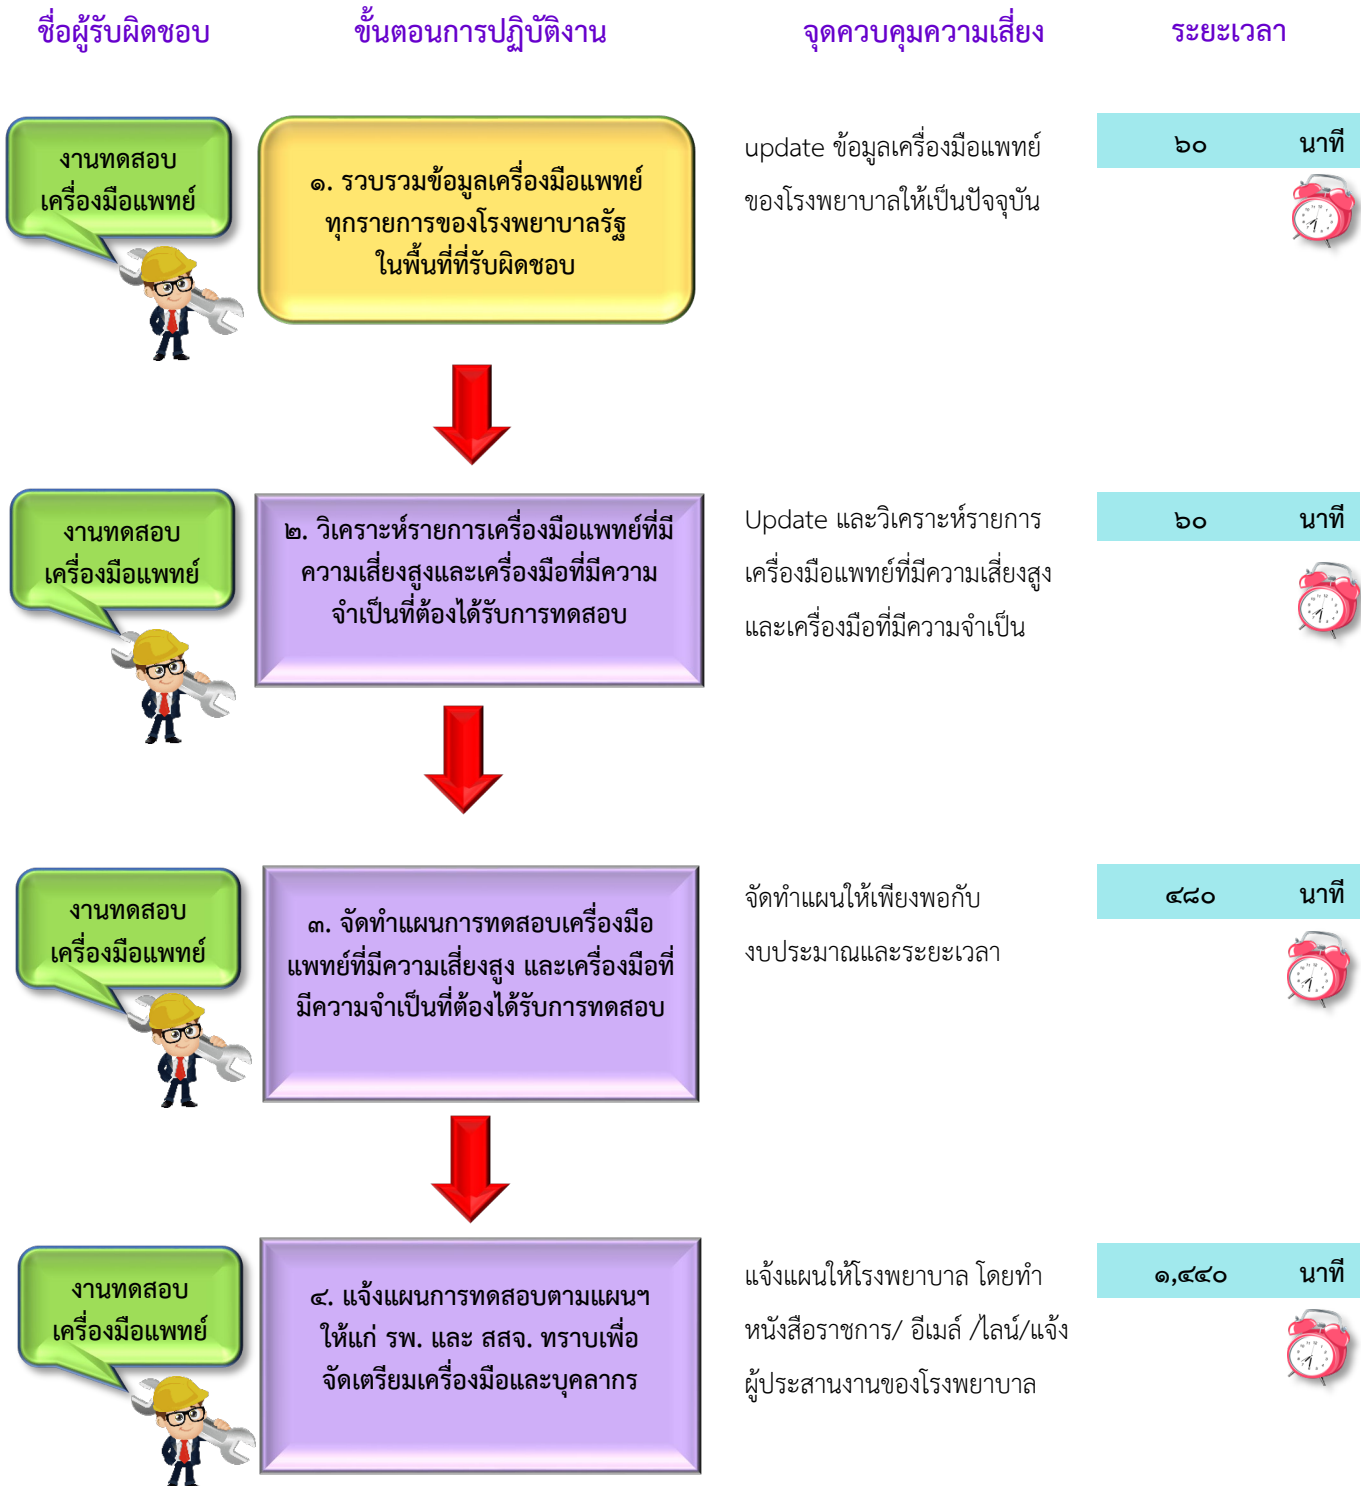 ชื่อผู้รับผิดชอบ
ขั้นตอนการปฏิบัติงาน
จุดควบคุมความเสี่ยง
ระยะเวลา
งานทดสอบ
เครื่องมือแพทย์
๑. รวบรวมข้อมูลเครื่องมือแพทย์
ทุกรายการของโรงพยาบาลรัฐ
ในพื้นที่ที่รับผิดชอบ
update ข้อมูลเครื่องมือแพทย์
ของโรงพยาบาลให้เป็นปัจจุบัน
๖๐ นาที
งานทดสอบ
เครื่องมือแพทย์
๒. วิเคราะห์รายการเครื่องมือแพทย์ที่มี
ความเสี่ยงสูงและเครื่องมือที่มีความ
จำเป็นที่ต้องได้รับการทดสอบ
Update และวิเคราะห์รายการ
เครื่องมือแพทย์ที่มีความเสี่ยงสูง
และเครื่องมือที่มีความจำเป็น
๖๐ นาที
งานทดสอบ
เครื่องมือแพทย์
๓. จัดทำแผนการทดสอบเครื่องมือ
แพทย์ที่มีความเสี่ยงสูง และเครื่องมือที่
มีความจำเป็นที่ต้องได้รับการทดสอบ
จัดทำแผนให้เพียงพอกับ
งบประมาณและระยะเวลา
๔๘๐ นาที
งานทดสอบ
เครื่องมือแพทย์
๔. แจ้งแผนการทดสอบตามแผนฯ
ให้แก่ รพ. และ สสจ. ทราบเพื่อ
จัดเตรียมเครื่องมือและบุคลากร
แจ้งแผนให้โรงพยาบาล โดยทำ
หนังสือราชการ/ อีเมล์ /ไลน์/แจ้ง
ผู้ประสานงานของโรงพยาบาล
๑,๔๔๐ นาที